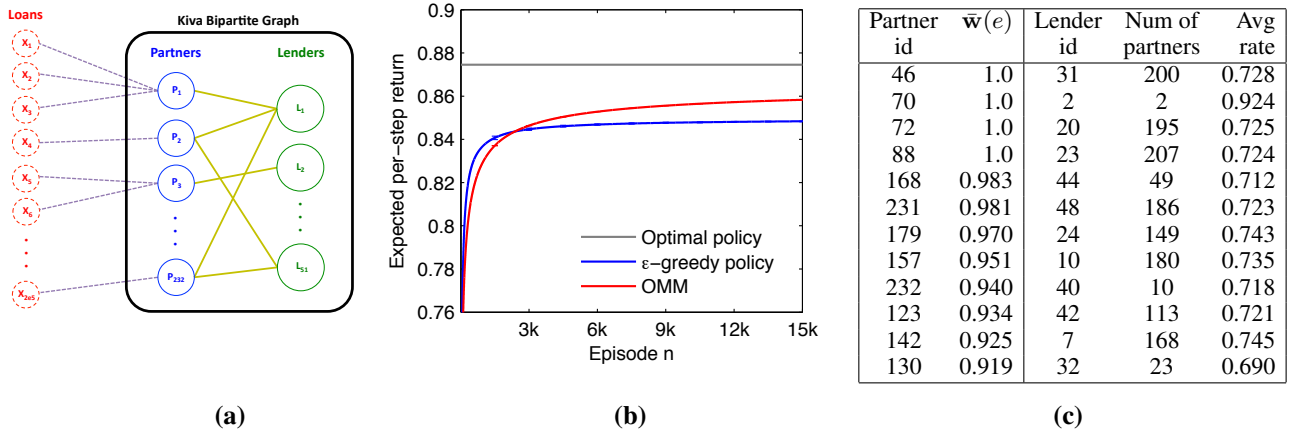 Loans
Kiva Bipartite Graph
Partners
Lenders
X1
X2
X3
X4
X5
X6
X2e5
P1
P2
P3
P232
L1
L2
L51
(a)
Expected per-step return
0.9
0.88
0.86
0.84
0.82
0.8
0.78
0.76
Optimal policy
ε-greedy policy
OMM
3k 6k 9k 12k 15k
Episode n
(b)
Partner id w̄(e) Lender id Num of partners Avg rate
46 1.0 31 200 0.728
70 1.0 2 2 0.924
72 1.0 20 195 0.725
88 1.0 23 207 0.724
168 0.983 44 49 0.712
231 0.981 48 186 0.723
179 0.970 24 149 0.743
157 0.951 10 180 0.735
232 0.940 40 10 0.718
123 0.934 42 113 0.721
142 0.925 7 168 0.745
130 0.919 32 23 0.690
(c)